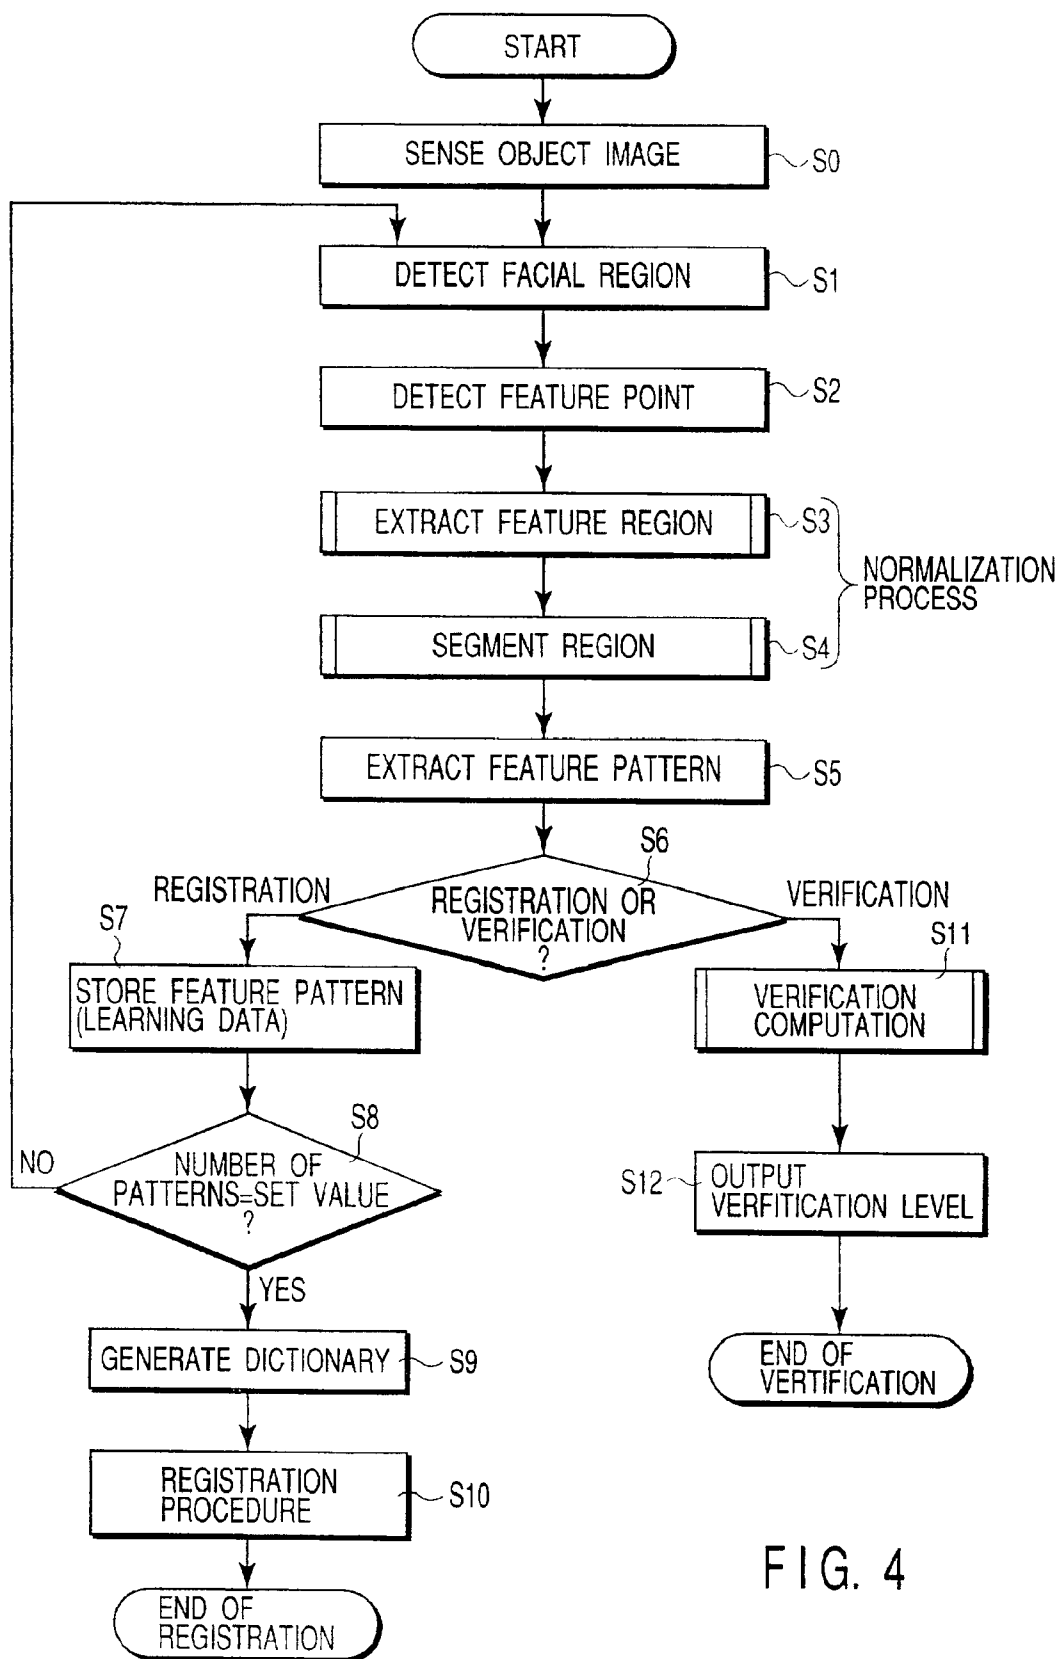 START
SENSE OBJECT IMAGE
S0
DETECT FACIAL REGION
S1
DETECT FEATURE POINT
S2
EXTRACT FEATURE REGION
S3
SEGMENT REGION
S4
NORMALIZATION
PROCESS
EXTRACT FEATURE PATTERN
S5
S6
REGISTRATION OR
VERIFICATION
?
REGISTRATION
VERIFICATION
S7
STORE FEATURE PATTERN
(LEARNING DATA)
S8
NUMBER OF
PATTERNS=SET VALUE
?
NO
YES
GENERATE DICTIONARY
S9
REGISTRATION
PROCEDURE
S10
END OF
REGISTRATION
S11
VERIFICATION
COMPUTATION
S12
OUTPUT
VERFITICATION LEVEL
END OF
VERTIFICATION
FIG. 4